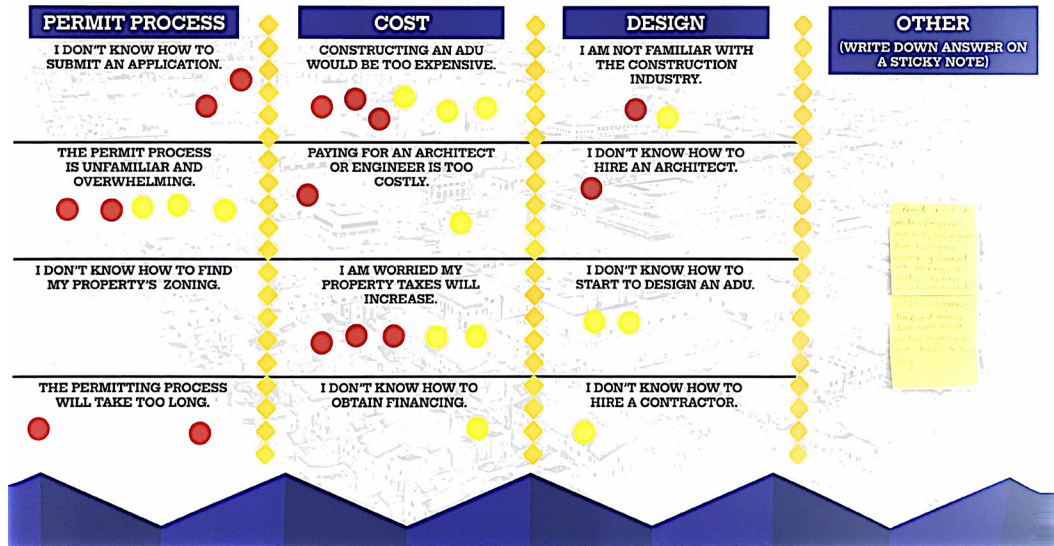 PERMIT PROCESS
I DON'T KNOW HOW TO
SUBMIT AN APPLICATION.
THE PERMIT PROCESS
IS UNFAMILIAR AND
OVERWHELMING.
I DON'T KNOW HOW TO FIND
MY PROPERTY'S ZONING.
THE PERMITTING PROCESS
WILL TAKE TOO LONG.
COST
CONSTRUCTING AN ADU
WOULD BE TOO EXPENSIVE.
PAYING FOR AN ARCHITECT
OR ENGINEER IS TOO
COSTLY.
I AM WORRIED MY
PROPERTY TAXES WILL
INCREASE.
I DON'T KNOW HOW TO
OBTAIN FINANCING.
DESIGN
I AM NOT FAMILIAR WITH
THE CONSTRUCTION
INDUSTRY.
I DON'T KNOW HOW TO
HIRE AN ARCHITECT.
I DON'T KNOW HOW TO
START TO DESIGN AN ADU.
I DON'T KNOW HOW TO
HIRE A CONTRACTOR.
OTHER
(WRITE DOWN ANSWER ON
A STICKY NOTE)